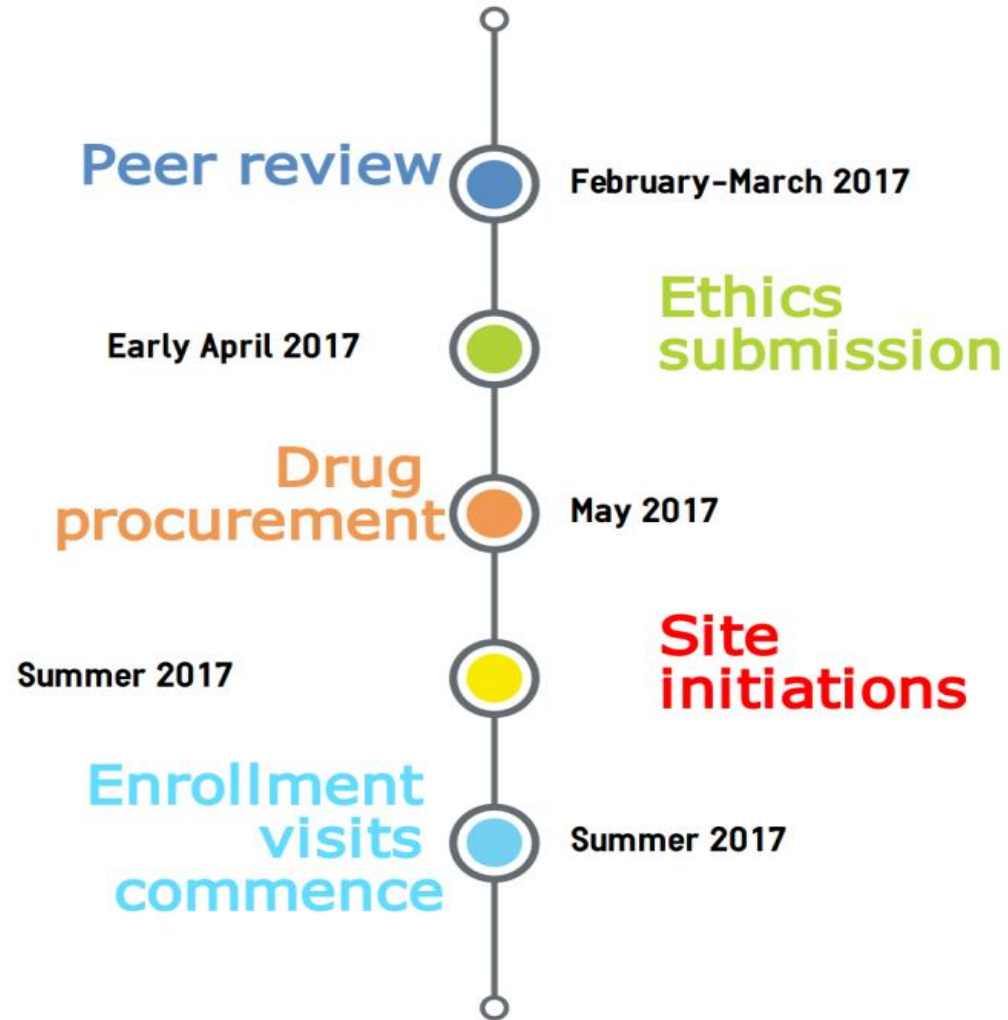 Peer review
February-March 2017
Early April 2017
Ethics
submission
Drug
procurement
May 2017
Summer 2017
Site
initiations
Enrollment
visits
commence
Summer 2017